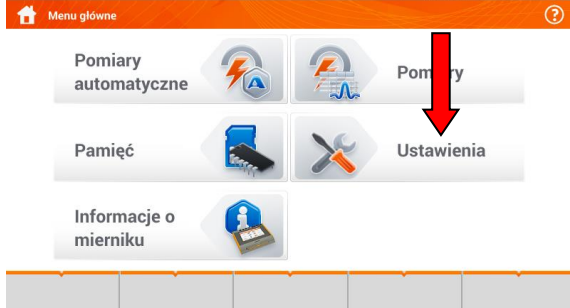 Menu główne ?
Pomiary
automatyczne
Pomiary
Pamięć
Ustawienia
Informacje o
mierniku